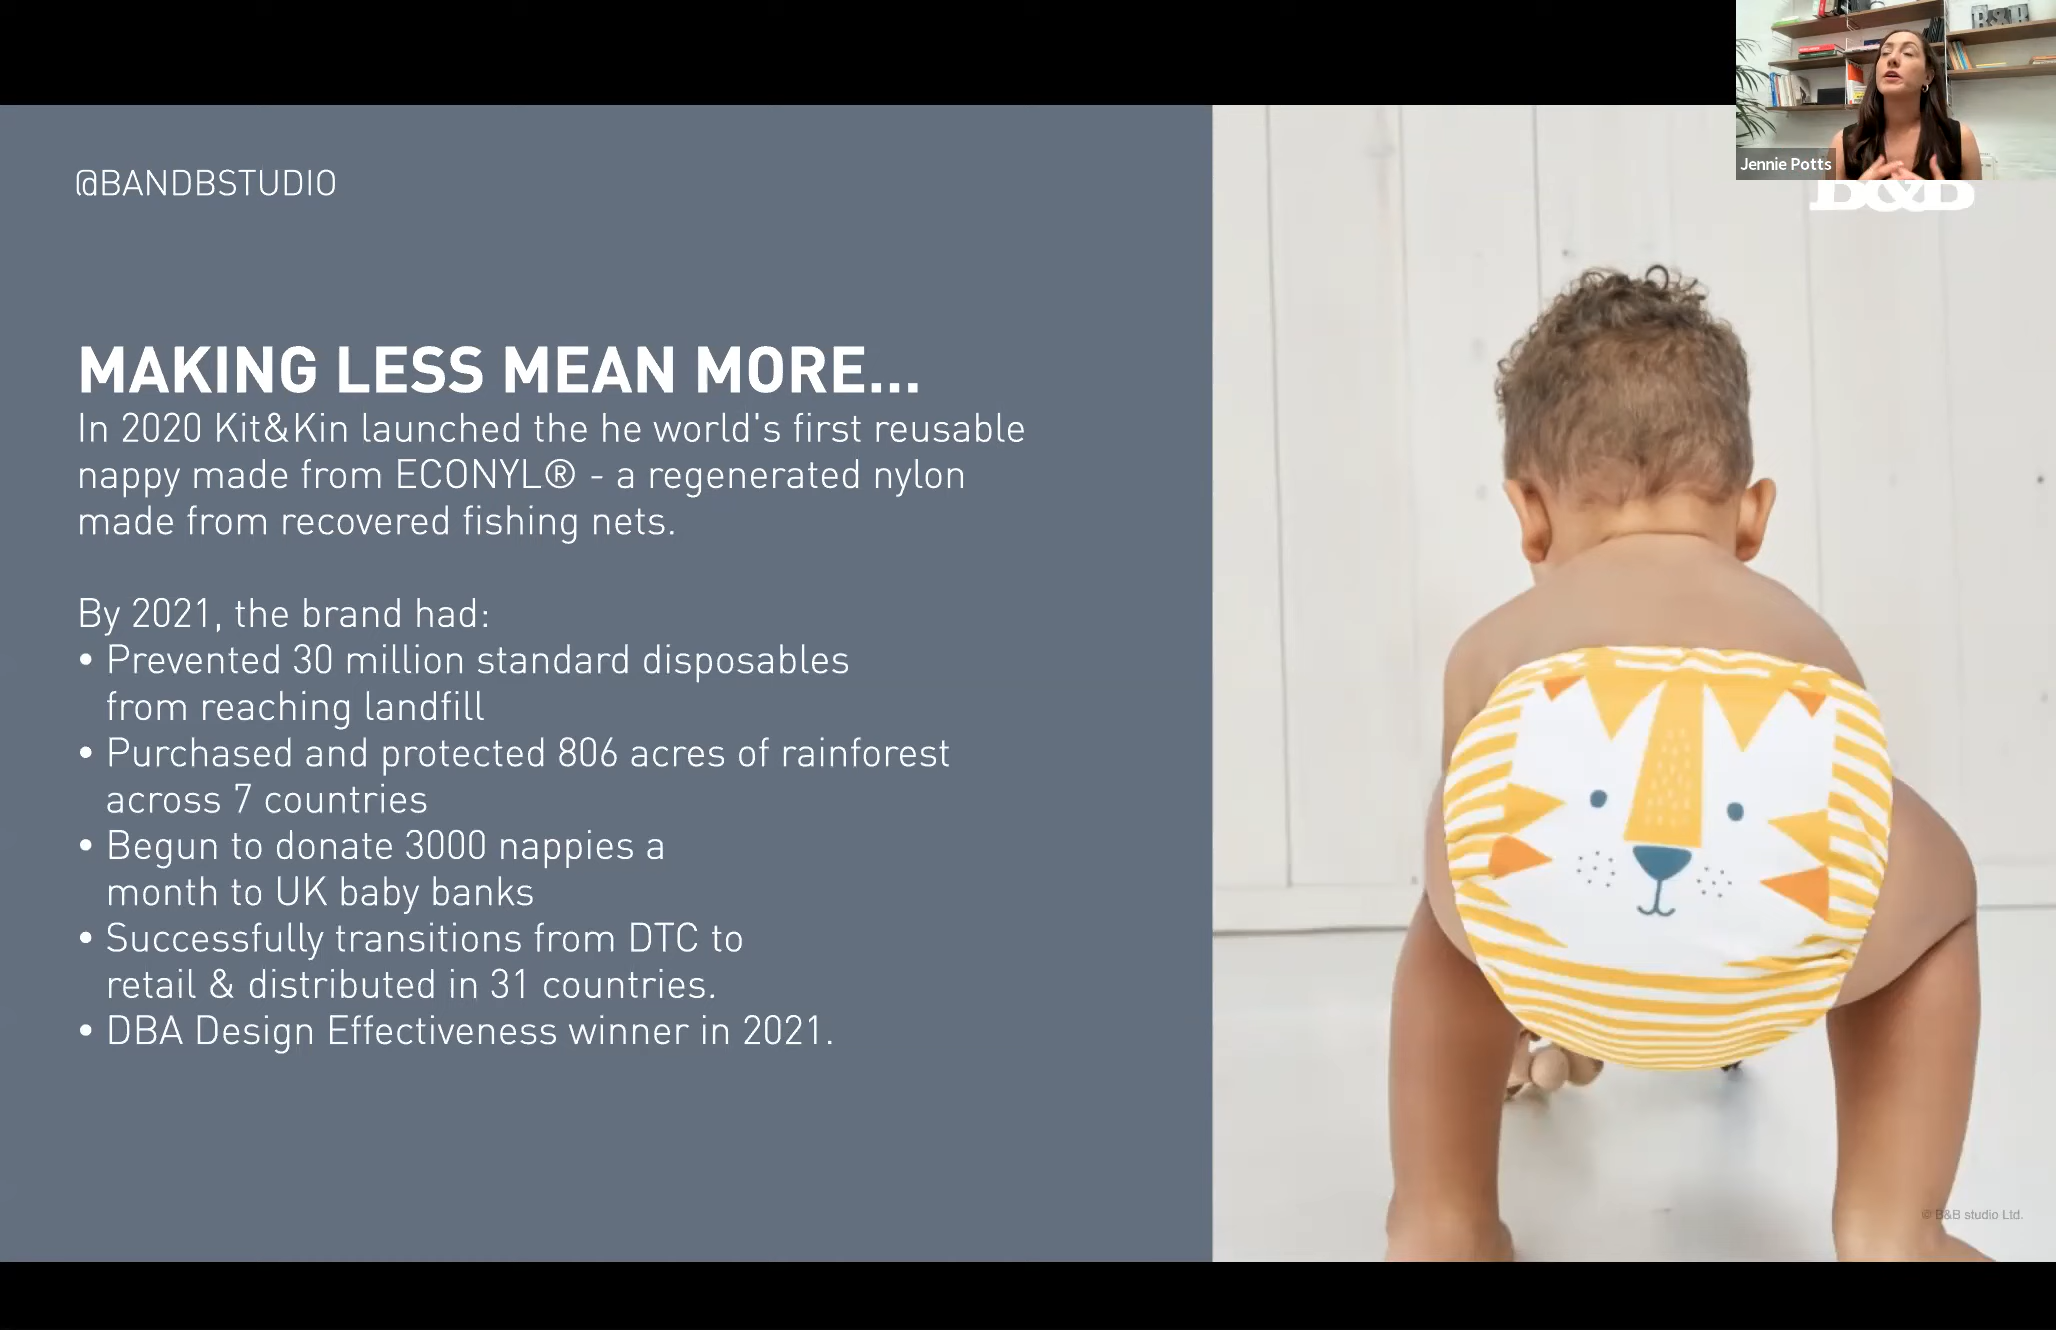 @BANDBSTUDIO
MAKING LESS MEAN MORE...
In 2020 Kit&Kin launched the he world's first reusable
nappy made from ECONYL® - a regenerated nylon
made from recovered fishing nets.
By 2021, the brand had:
• Prevented 30 million standard disposables
from reaching landfill
• Purchased and protected 806 acres of rainforest
across 7 countries
• Begun to donate 3000 nappies a
month to UK baby banks
• Successfully transitions from DTC to
retail & distributed in 31 countries.
• DBA Design Effectiveness winner in 2021.
B&B
Jennie Potts
B&B
© B&B studio Ltd.